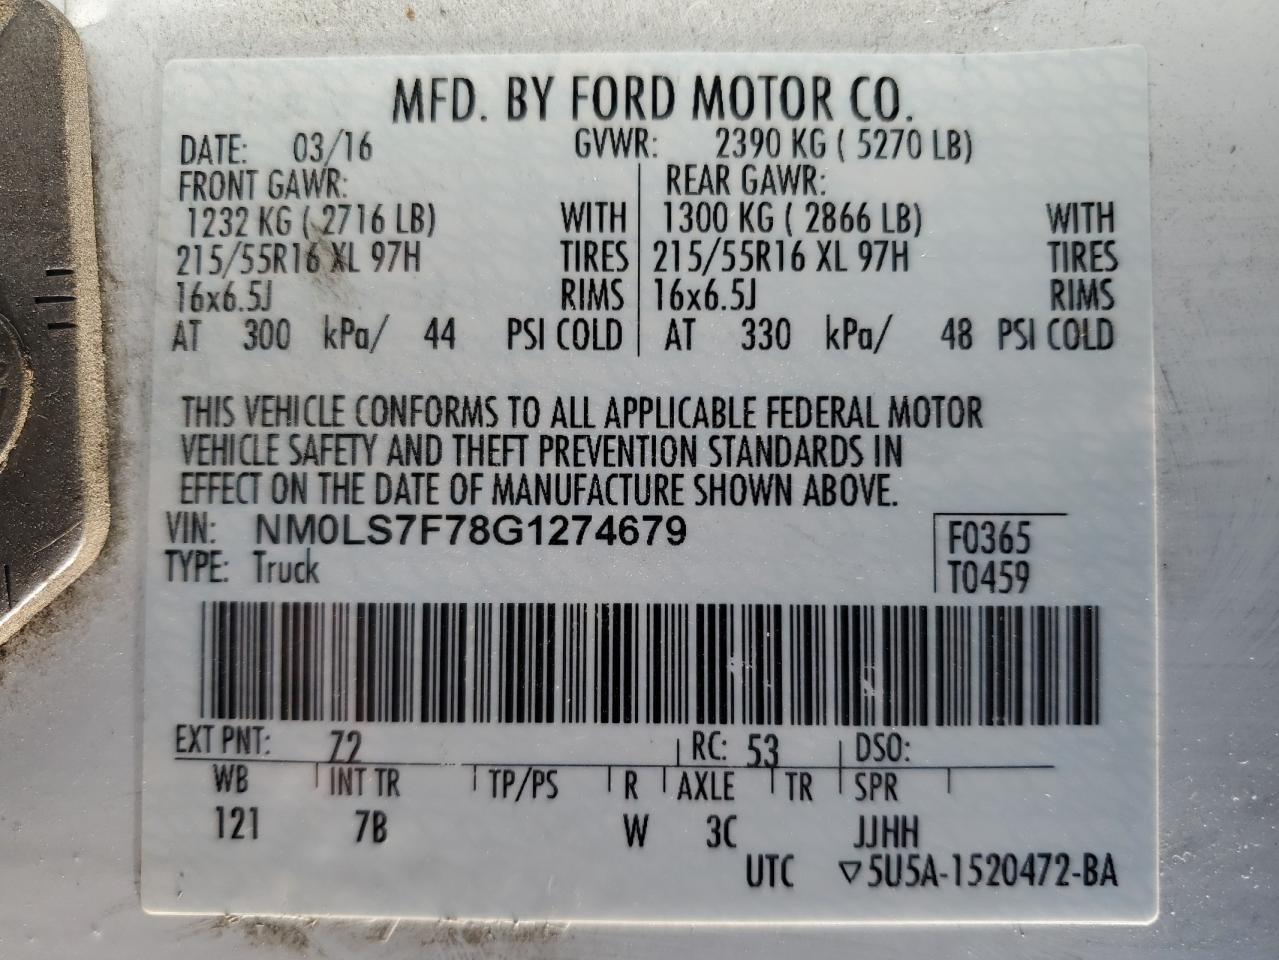 MFD. BY FORD MOTOR CO.
DATE: 03/16 GVWR: 2390 KG ( 5270 LB)
FRONT GAWR: REAR GAWR:
1232 KG ( 2716 LB) WITH 1300 KG ( 2866 LB) WITH
215/55R16 XL 97H TIRES 215/55R16 XL 97H TIRES
16x6.5J RIMS 16x6.5J RIMS
AT 300 kPa/ 44 PSI COLD AT 330 kPa/ 48 PSI COLD
THIS VEHICLE CONFORMS TO ALL APPLICABLE FEDERAL MOTOR
VEHICLE SAFETY AND THEFT PREVENTION STANDARDS IN
EFFECT ON THE DATE OF MANUFACTURE SHOWN ABOVE.
VIN: NM0LS7F78G1274679 F0365
TYPE: Truck T0459
EXT PNT: 72 RC: 53 DSO:
WB INT TR TP/PS R AXLE TR SPR
121 7B W 3C JJHH
UTC ▽5U5A-1520472-BA